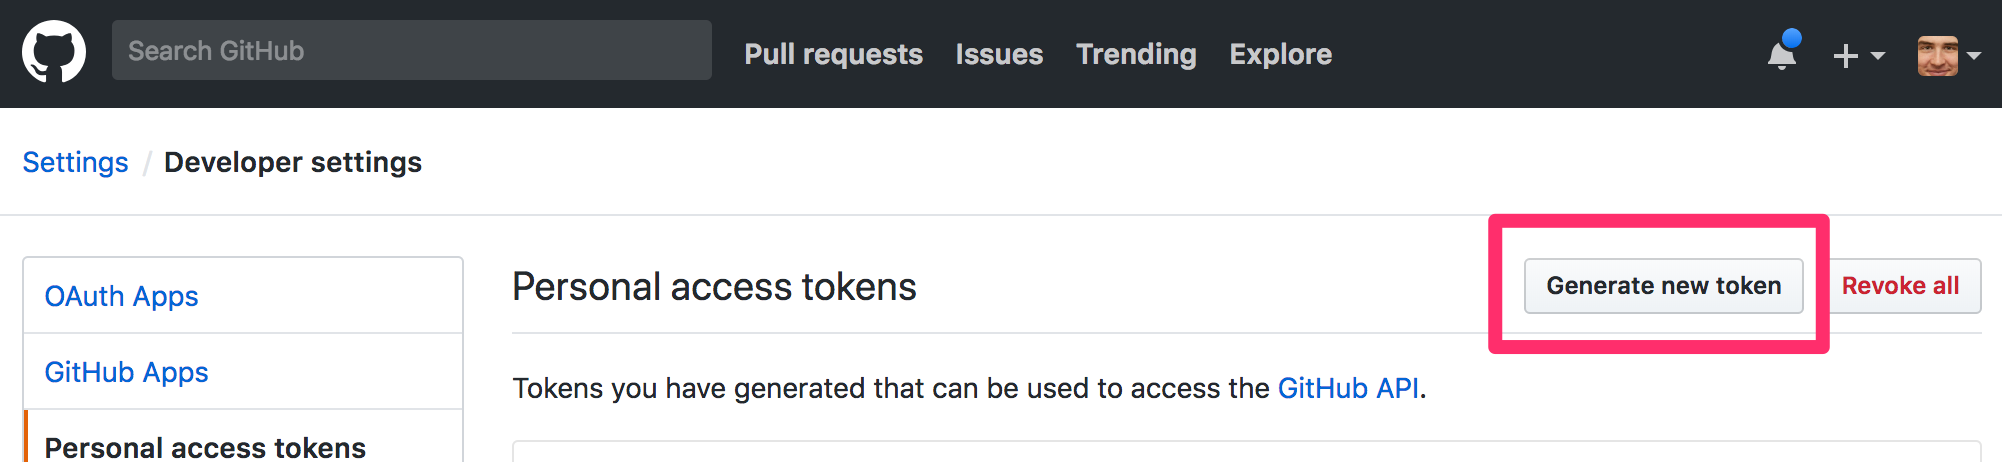 Search GitHub Pull requests Issues Trending Explore
Settings / Developer settings
OAuth Apps
GitHub Apps
Personal access tokens
Personal access tokens Generate new token Revoke all
Tokens you have generated that can be used to access the GitHub API.